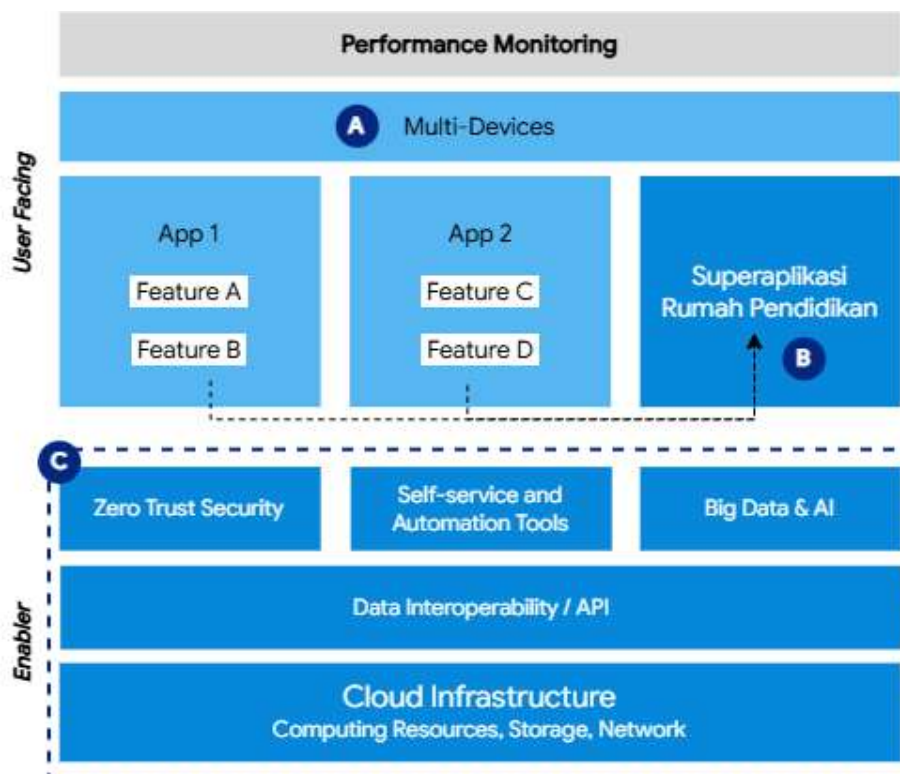 Performance Monitoring
A Multi-Devices
User Facing
App 1
Feature A
Feature B
App 2
Feature C
Feature D
Superaplikasi
Rumah Pendidikan
B
C
Enabler
Zero Trust Security
Self-service and
Automation Tools
Big Data & AI
Data Interoperability / API
Cloud Infrastructure
Computing Resources, Storage, Network